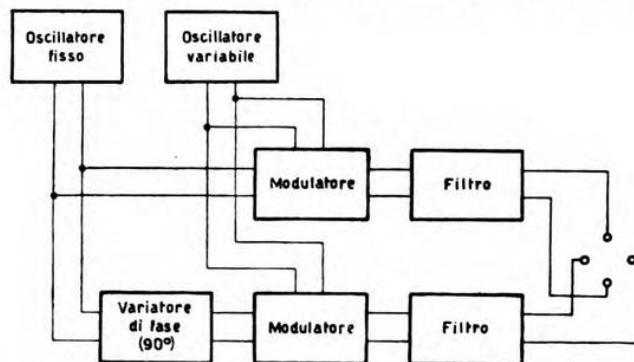 Oscillatore
fisso
Oscillatore
variabile
Modulatore
Filtro
Variatore
di fase
(90°)
Modulatore
Filtro